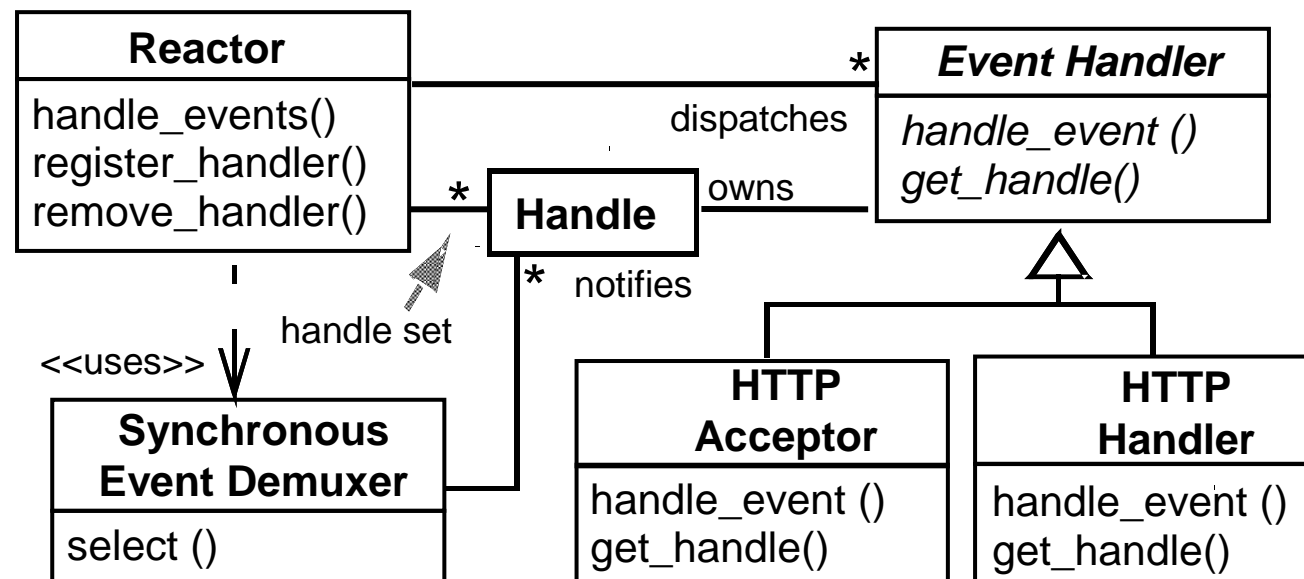 Reactor
handle_events()
register_handler()
remove_handler()
*
dispatches
Event Handler
handle_event ()
get_handle()
*
Handle
owns
*
notifies
handle set
<<uses>>
Synchronous
Event Demuxer
select ()
HTTP
Acceptor
handle_event ()
get_handle()
HTTP
Handler
handle_event ()
get_handle()